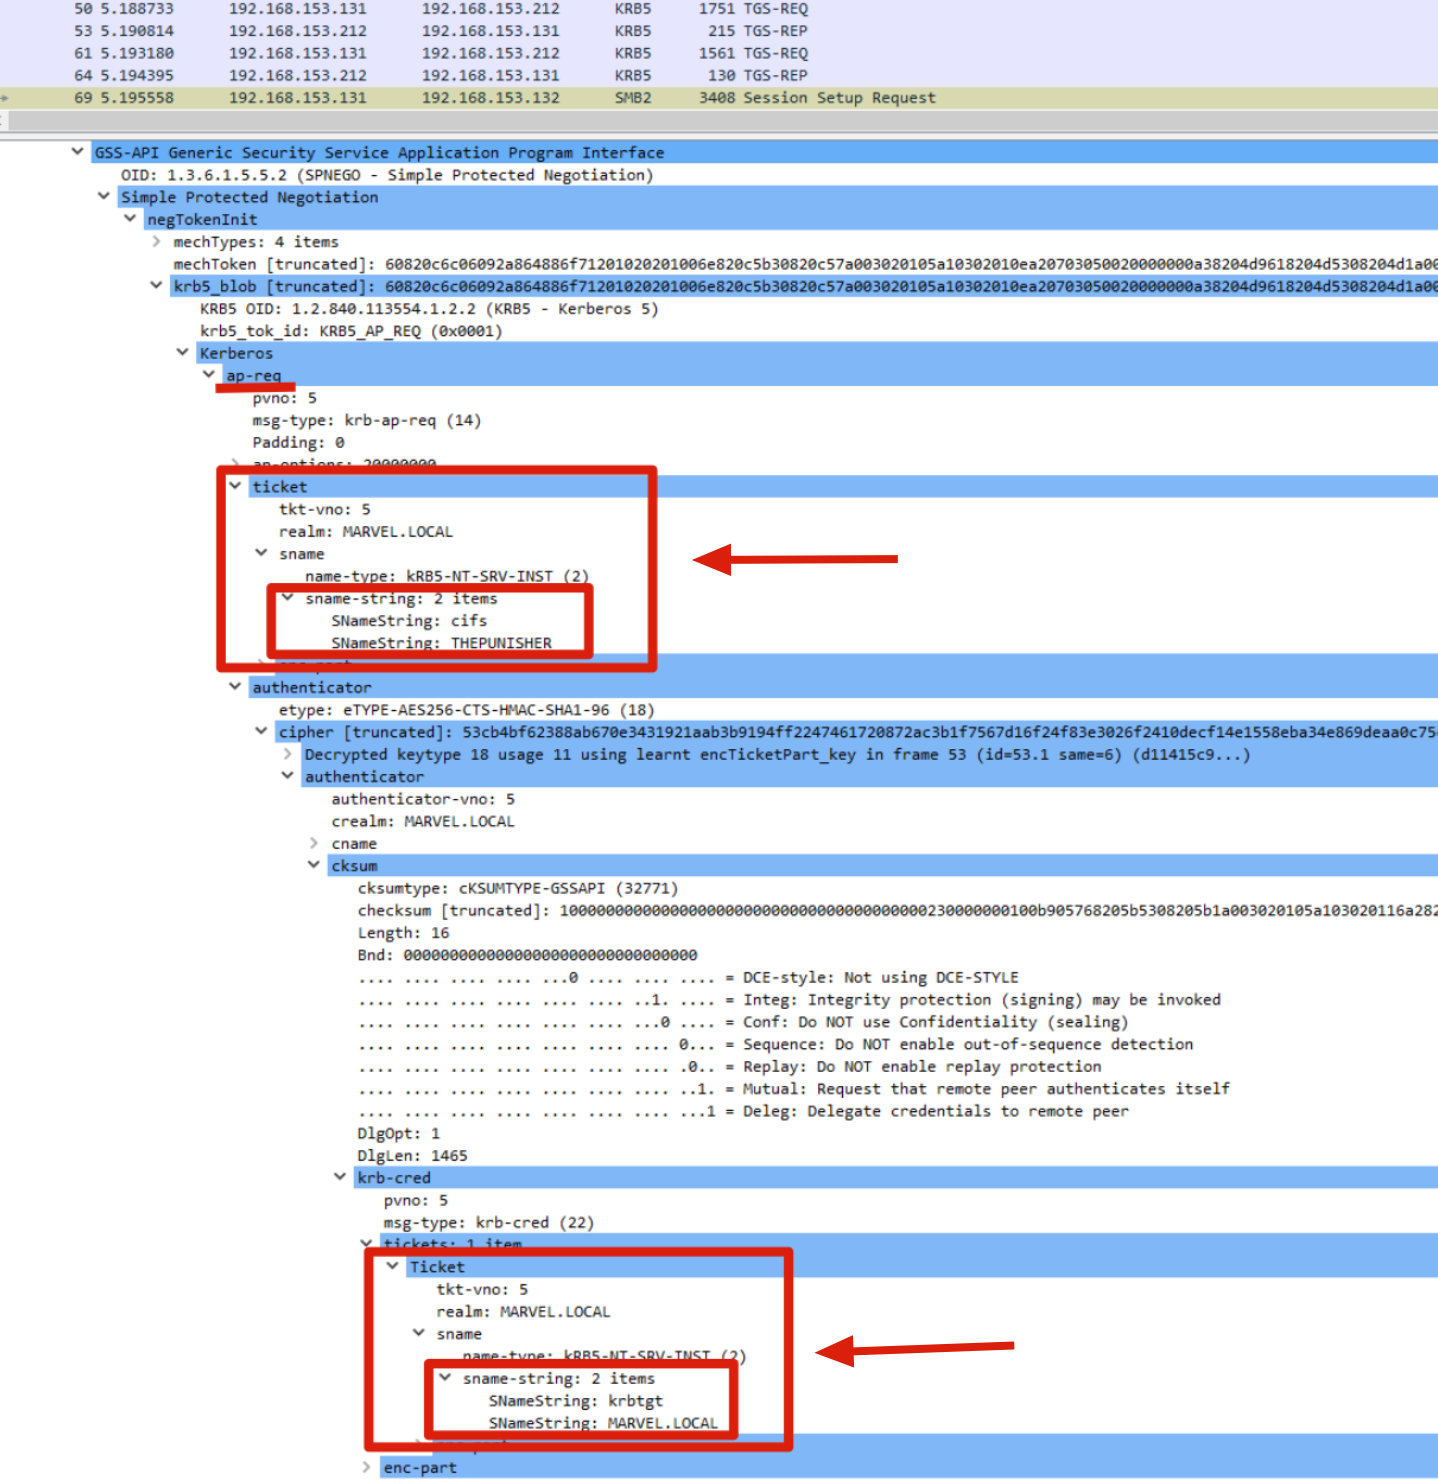 50 5.188733 192.168.153.131 192.168.153.212 KRB5 1751 TGS-REQ
53 5.190814 192.168.153.212 192.168.153.131 KRB5 215 TGS-REP
61 5.193180 192.168.153.131 192.168.153.212 KRB5 1561 TGS-REQ
64 5.194395 192.168.153.212 192.168.153.131 KRB5 130 TGS-REP
69 5.195558 192.168.153.131 192.168.153.132 SMB2 3408 Session Setup Request
GSS-API Generic Security Service Application Program Interface
OID: 1.3.6.1.5.5.2 (SPNEGO - Simple Protected Negotiation)
Simple Protected Negotiation
negTokenInit
mechTypes: 4 items
mechToken [truncated]: 60820c6c06092a864886f71201020201006e820c5b30820c57a003020105a10302010ea20703050020000000a38204d9618204d5308204d1a00
krb5_blob [truncated]: 60820c6c06092a864886f71201020201006e820c5b30820c57a003020105a10302010ea20703050020000000a38204d9618204d5308204d1a00
KRB5 OID: 1.2.840.113554.1.2.2 (KRB5 - Kerberos 5)
krb5_tok_id: KRB5_AP_REQ (0x0001)
Kerberos
ap-req
pvno: 5
msg-type: krb-ap-req (14)
Padding: 0
ap-options: 20000000
ticket
tkt-vno: 5
realm: MARVEL.LOCAL
sname
name-type: kRB5-NT-SRV-INST (2)
sname-string: 2 items
SNameString: cifs
SNameString: THEPUNISHER
authenticator
etype: eTYPE-AES256-CTS-HMAC-SHA1-96 (18)
cipher [truncated]: 53cb4bf62388ab670e3431921aab3b9194ff2247461720872ac3b1f7567d16f24f83e3026f2410decf14e1558eba34e869deaa0c75
Decrypted keytype 18 usage 11 using learnt encTicketPart_key in frame 53 (id=53.1 same=6) (d11415c9...)
authenticator
authenticator-vno: 5
crealm: MARVEL.LOCAL
cname
cksum
cksumtype: cKSUMTYPE-GSSAPI (32771)
checksum [truncated]: 1000000000000000000000000000000000000000230000000100b905768205b5308205b1a003020105a103020116a282
Length: 16
Bnd: 00000000000000000000000000000000
.... .... .... .... ...0 .... .... .... = DCE-style: Not using DCE-STYLE
.... .... .... .... .... .... ..1. .... = Integ: Integrity protection (signing) may be invoked
.... .... .... .... .... .... ...0 .... = Conf: Do NOT use Confidentiality (sealing)
.... .... .... .... .... .... .... 0... = Sequence: Do NOT enable out-of-sequence detection
.... .... .... .... .... .... .... .0.. = Replay: Do NOT enable replay protection
.... .... .... .... .... .... .... ..1. = Mutual: Request that remote peer authenticates itself
.... .... .... .... .... .... .... ...1 = Deleg: Delegate credentials to remote peer
DlgOpt: 1
DlgLen: 1465
krb-cred
pvno: 5
msg-type: krb-cred (22)
tickets: 1 item
Ticket
tkt-vno: 5
realm: MARVEL.LOCAL
sname
name-type: kRB5-NT-SRV-INST (2)
sname-string: 2 items
SNameString: krbtgt
SNameString: MARVEL.LOCAL
enc-part